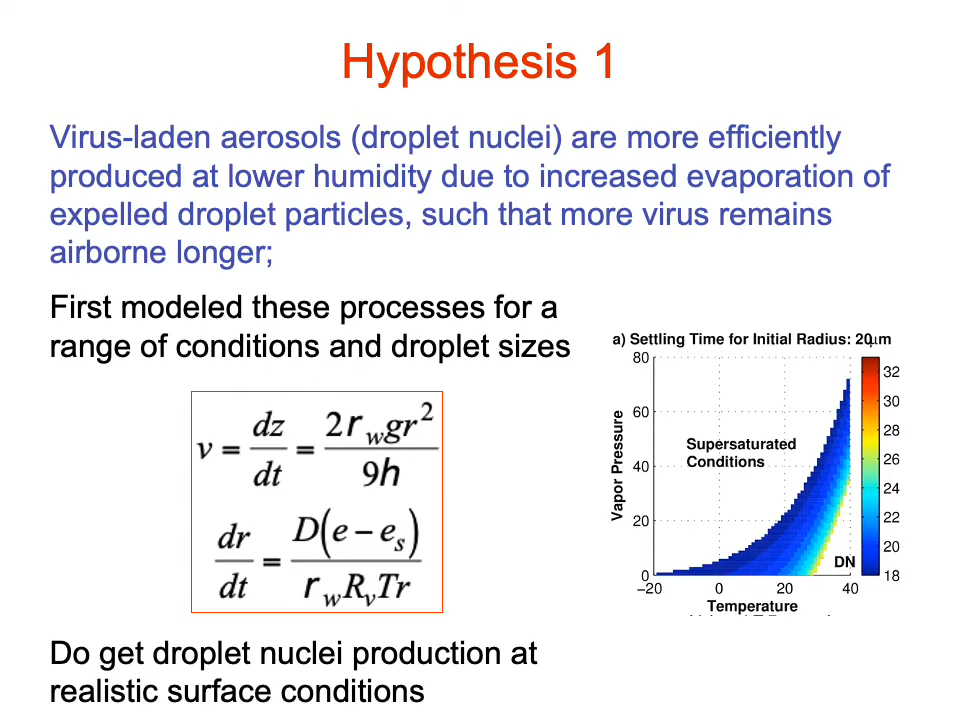 Hypothesis 1
Virus-laden aerosols (droplet nuclei) are more efficiently
produced at lower humidity due to increased evaporation of
expelled droplet particles, such that more virus remains
airborne longer;
First modeled these processes for a
range of conditions and droplet sizes
v = dz/dt = 2r_w gr²/9h
dr/dt = D(e − e_s)/r_w R_v Tr
Do get droplet nuclei production at
realistic surface conditions
a) Settling Time for Initial Radius: 20μm
Vapor Pressure
80
60
40
20
0
Supersaturated
Conditions
DN
−20 0 20 40
Temperature
32
30
28
26
24
22
20
18